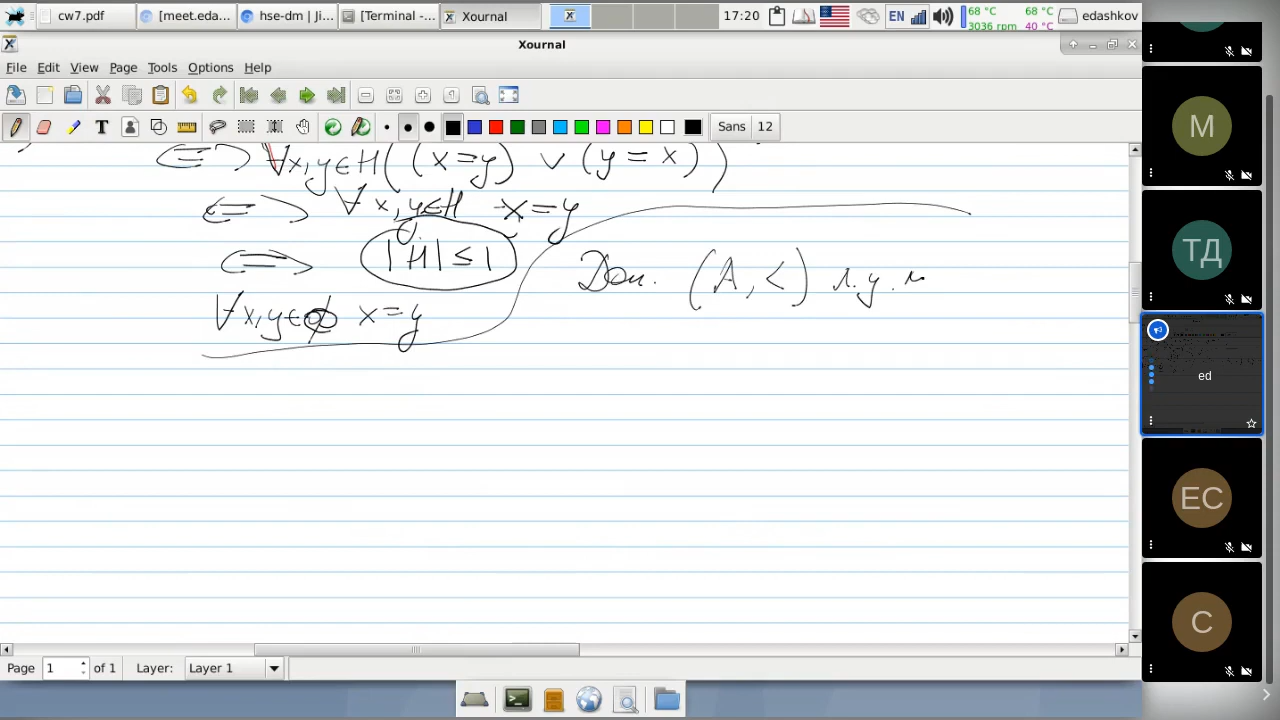 cw7.pdf [meet.eda... hse-dm | Ji... [Terminal -... Xournal 17:20 EN 68 °C 3036 rpm 68 °C 40 °C edashkov
Xournal
File Edit View Page Tools Options Help
Sans 12
⟺ ∀x,y∈H((x=y) ∨ (y=x))
⟺ ∀x,y∈H x=y
⟺ |H| ≤ 1
Доп. (A, <) л.у.м
∀x,y∈∅ x=y
Page 1 of 1 Layer: Layer 1
М
ТД
ed
ЕС
С